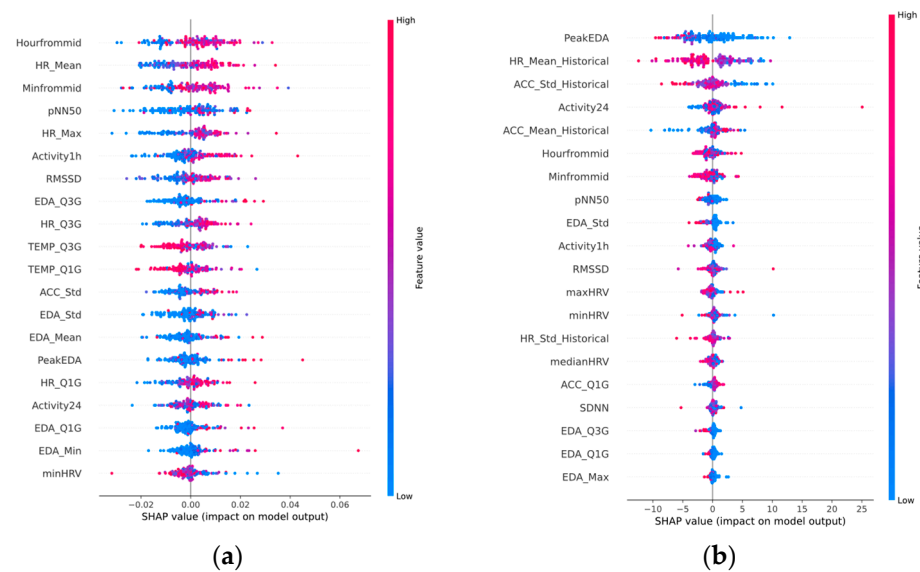 High
Hourfrommid
HR_Mean
Minfrommid
pNN50
HR_Max
Activity1h
RMSSD
EDA_Q3G
HR_Q3G
TEMP_Q3G
TEMP_Q1G
ACC_Std
EDA_Std
EDA_Mean
PeakEDA
HR_Q1G
Activity24
EDA_Q1G
EDA_Min
minHRV
Feature value
Low
−0.02 0.00 0.02 0.04 0.06
SHAP value (impact on model output)
(a)
High
PeakEDA
HR_Mean_Historical
ACC_Std_Historical
Activity24
ACC_Mean_Historical
Hourfrommid
Minfrommid
pNN50
EDA_Std
Activity1h
RMSSD
maxHRV
minHRV
HR_Std_Historical
medianHRV
ACC_Q1G
SDNN
EDA_Q3G
EDA_Q1G
EDA_Max
Feature value
Low
−10 −5 0 5 10 15 20 25
SHAP value (impact on model output)
(b)